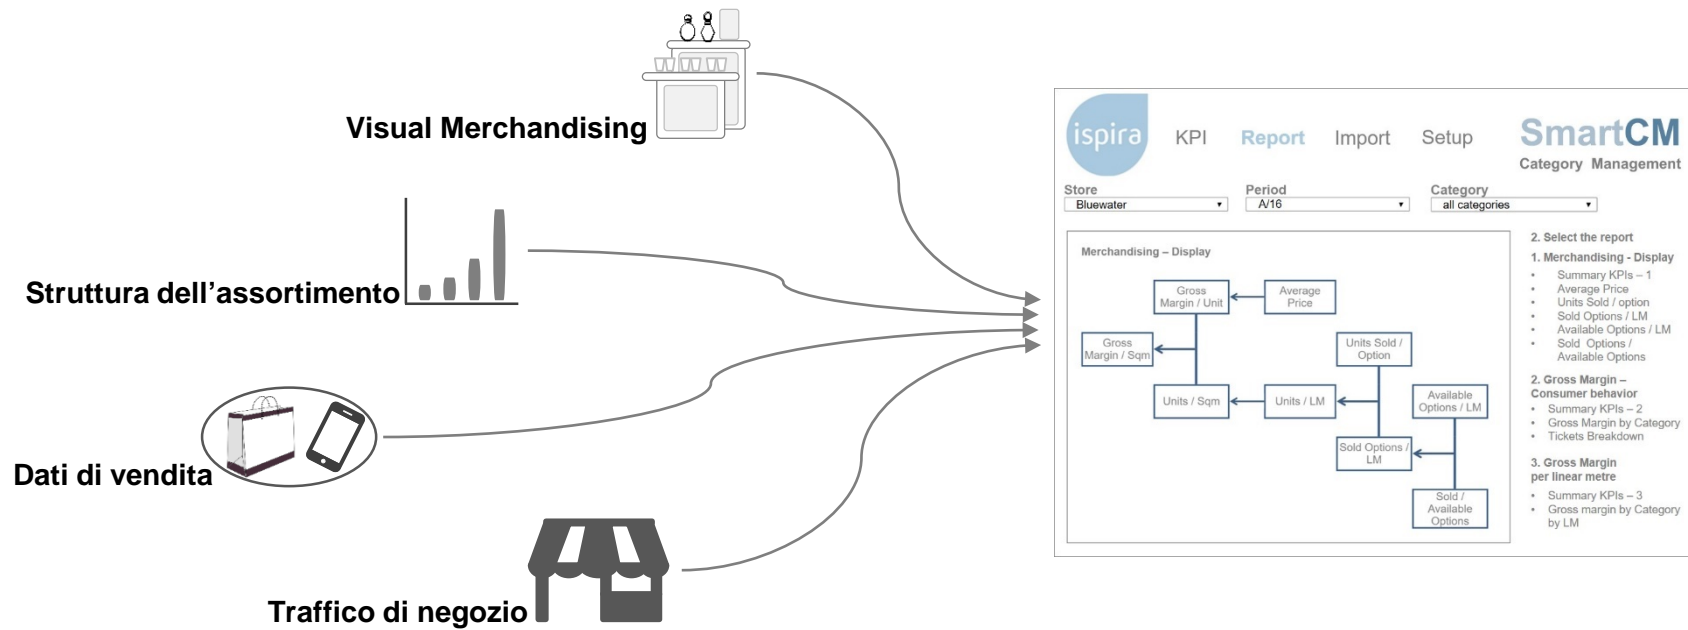 Visual Merchandising
Struttura dell’assortimento
Dati di vendita
Traffico di negozio
ispira
KPI
Report
Import
Setup
SmartCM
Category Management
Store
Bluewater
Period
A/16
Category
all categories
Merchandising – Display
Gross
Margin / Unit
Average
Price
Gross
Margin / Sqm
Units Sold /
Option
Units / Sqm
Units / LM
Available
Options / LM
Sold Options /
LM
Sold /
Available
Options
2. Select the report
1. Merchandising - Display
• Summary KPIs – 1
• Average Price
• Units Sold / option
• Sold Options / LM
• Available Options / LM
• Sold Options /
Available Options
2. Gross Margin –
Consumer behavior
• Summary KPIs – 2
• Gross Margin by Category
• Tickets Breakdown
3. Gross Margin
per linear metre
• Summary KPIs – 3
• Gross margin by Category
by LM